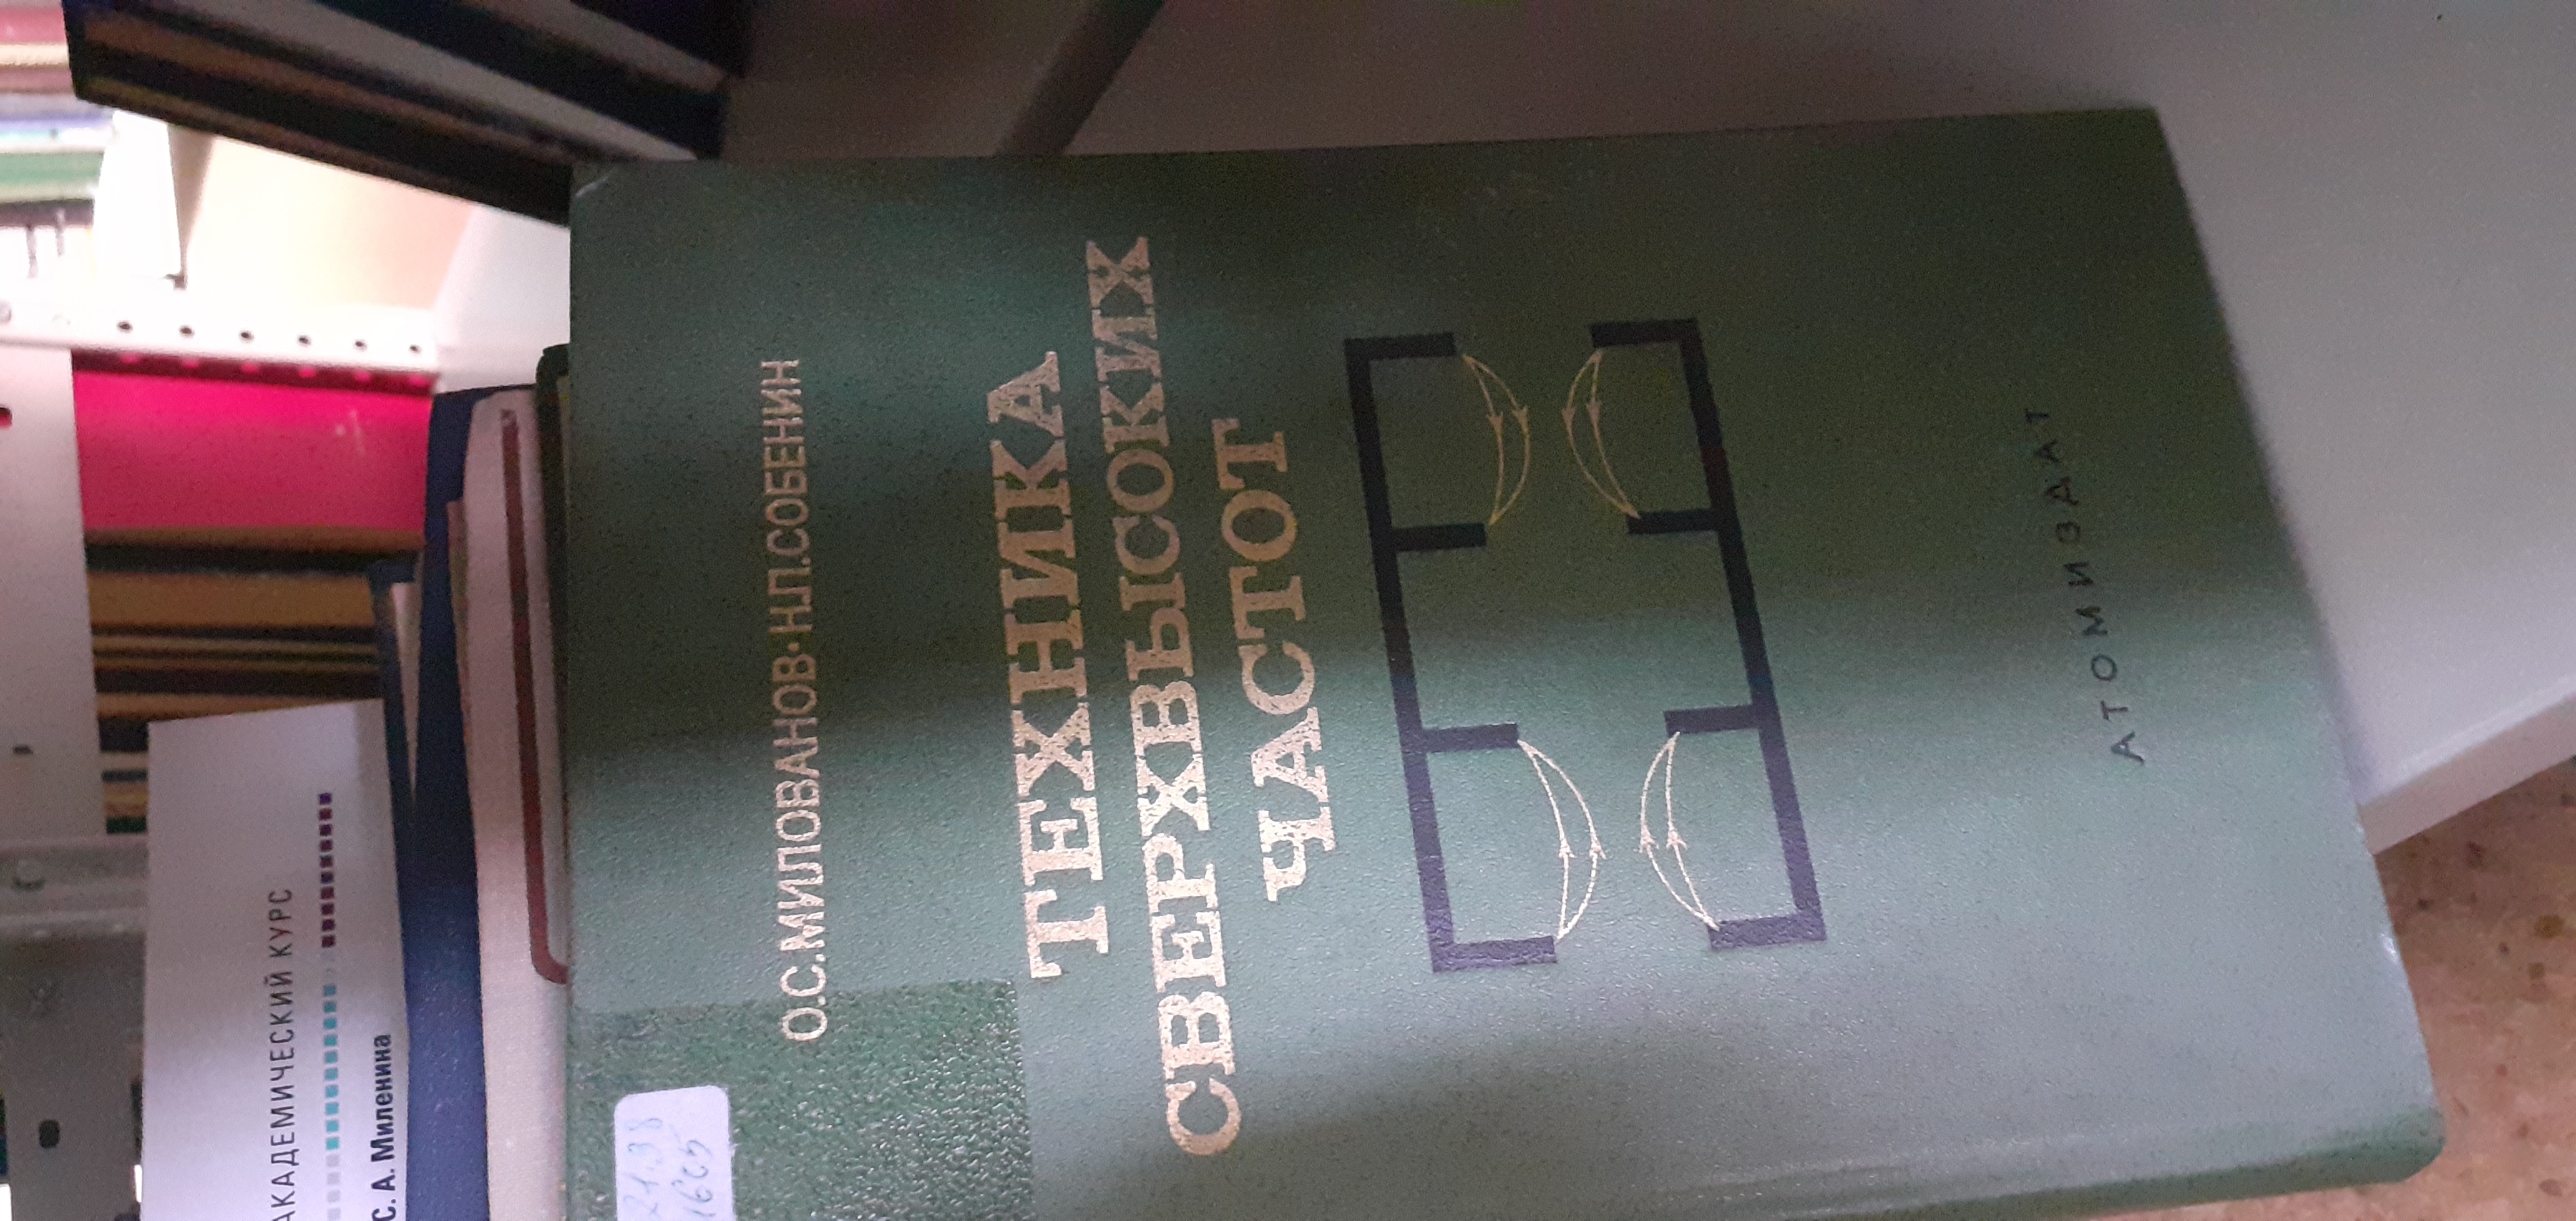 О.С.МИЛОВАНОВ·Н.П.СОБЕНИН
ТЕХНИКА
СВЕРХВЫСОКИХ
ЧАСТОТ
АТОМИЗДАТ
АКАДЕМИЧЕСКИЙ КУРС
С. А. Миленина